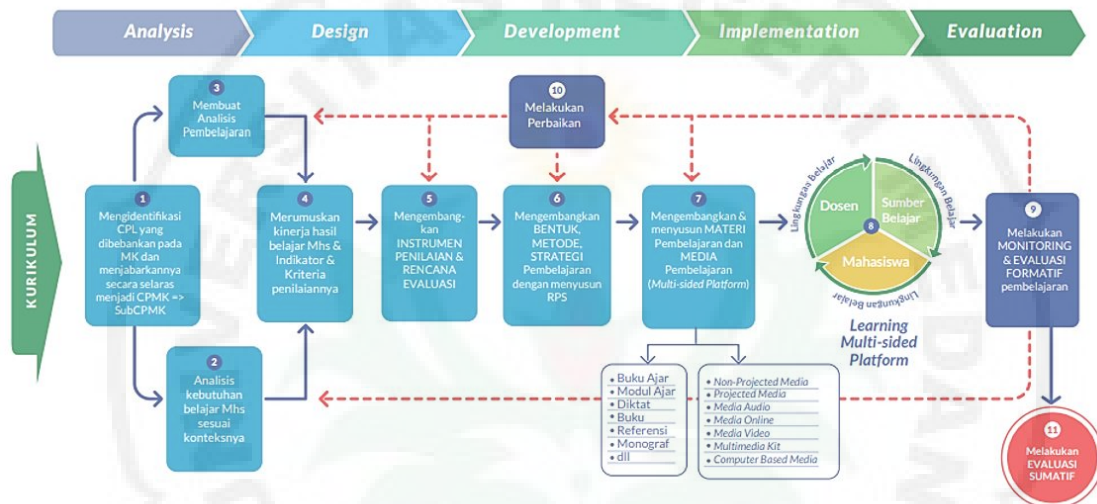 Analysis
Design
Development
Implementation
Evaluation
KURIKULUM
1
Mengidentifikasi
CPL yang
dibebankan pada
MK dan
menjabarkannya
secara selaras
menjadi CPMK =>
SubCPMK
2
Analisis
kebutuhan
belajar Mhs
sesuai
konteksnya
3
Membuat
Analisis
Pembelajaran
4
Merumuskan
kinerja hasil
belajar Mhs &
Indikator &
Kriteria
penilaiannya
5
Mengembang-
kan
INSTRUMEN
PENILAIAN &
RENCANA
EVALUASI
6
Mengembangkan
BENTUK,
METODE,
STRATEGI
Pembelajaran
dengan menyusun
RPS
7
Mengembangkan &
menyusun MATERI
Pembelajaran dan
MEDIA
Pembelajaran
(Multi-sided Platform)
• Buku Ajar
• Modul Ajar
• Diktat
• Buku
• Referensi
• Monograf
• dll
• Non-Projected Media
• Projected Media
• Media Audio
• Media Online
• Media Video
• Multimedia Kit
• Computer Based Media
Lingkungan Belajar
Lingkungan Belajar
Lingkungan Belajar
Dosen
Sumber
Belajar
8
Mahasiswa
Learning
Multi-sided
Platform
9
Melakukan
MONITORING
& EVALUASI
FORMATIF
pembelajaran
10
Melakukan
Perbaikan
11
Melakukan
EVALUASI
SUMATIF